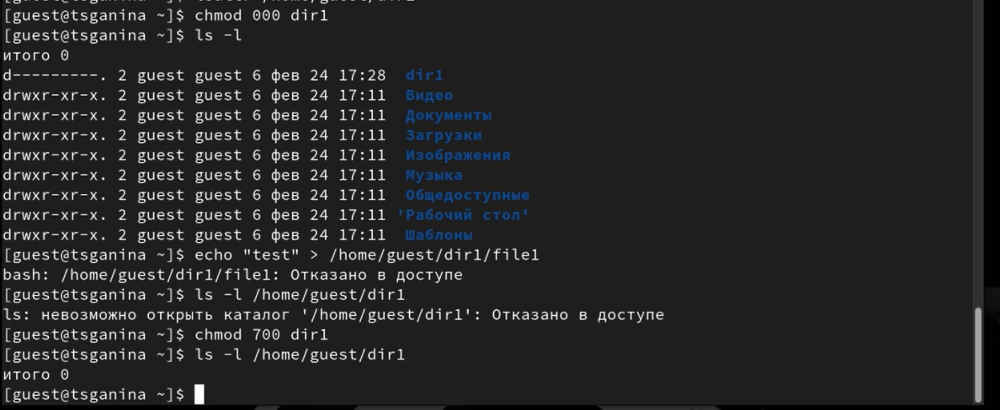 [guest@tsganina ~]$ chmod 000 dir1
[guest@tsganina ~]$ ls -l
итого 0
d---------. 2 guest guest 6 фев 24 17:28  dir1
drwxr-xr-x. 2 guest guest 6 фев 24 17:11  Видео
drwxr-xr-x. 2 guest guest 6 фев 24 17:11  Документы
drwxr-xr-x. 2 guest guest 6 фев 24 17:11  Загрузки
drwxr-xr-x. 2 guest guest 6 фев 24 17:11  Изображения
drwxr-xr-x. 2 guest guest 6 фев 24 17:11  Музыка
drwxr-xr-x. 2 guest guest 6 фев 24 17:11  Общедоступные
drwxr-xr-x. 2 guest guest 6 фев 24 17:11 'Рабочий стол'
drwxr-xr-x. 2 guest guest 6 фев 24 17:11  Шаблоны
[guest@tsganina ~]$ echo "test" > /home/guest/dir1/file1
bash: /home/guest/dir1/file1: Отказано в доступе
[guest@tsganina ~]$ ls -l /home/guest/dir1
ls: невозможно открыть каталог '/home/guest/dir1': Отказано в доступе
[guest@tsganina ~]$ chmod 700 dir1
[guest@tsganina ~]$ ls -l /home/guest/dir1
итого 0
[guest@tsganina ~]$